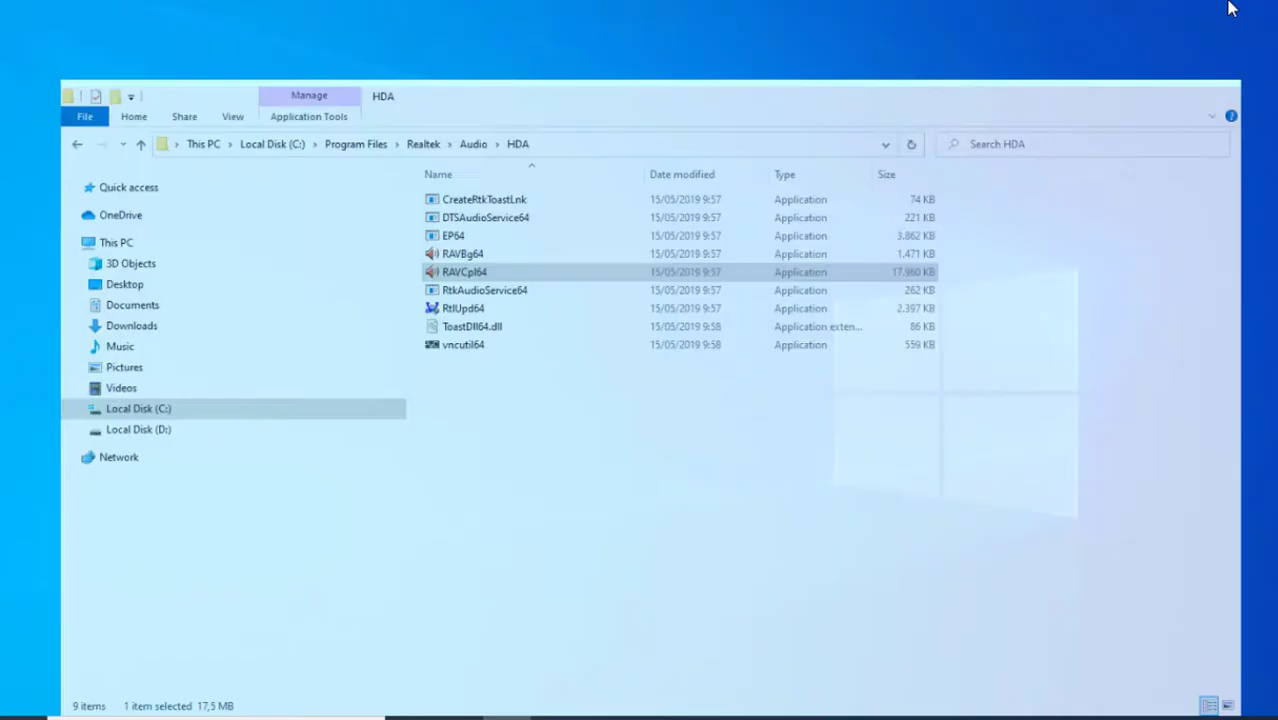 Manage HDA
File Home Share View Application Tools
This PC Local Disk (C:) Program Files Realtek Audio HDA Search HDA
Name Date modified Type Size
Quick access
OneDrive
This PC
3D Objects
Desktop
Documents
Downloads
Music
Pictures
Videos
Local Disk (C:)
Local Disk (D:)
Network
CreateRtkToastLnk 15/05/2019 9:57 Application 74 KB
DTSAudioService64 15/05/2019 9:57 Application 221 KB
EP64 15/05/2019 9:57 Application 3.862 KB
RAVBg64 15/05/2019 9:57 Application 1.471 KB
RAVCpl64 15/05/2019 9:57 Application 17.960 KB
RtkAudioService64 15/05/2019 9:57 Application 262 KB
RtlUpd64 15/05/2019 9:57 Application 2.397 KB
ToastDll64.dll 15/05/2019 9:58 Application exten... 86 KB
vncutil64 15/05/2019 9:58 Application 559 KB
9 items 1 item selected 17,5 MB